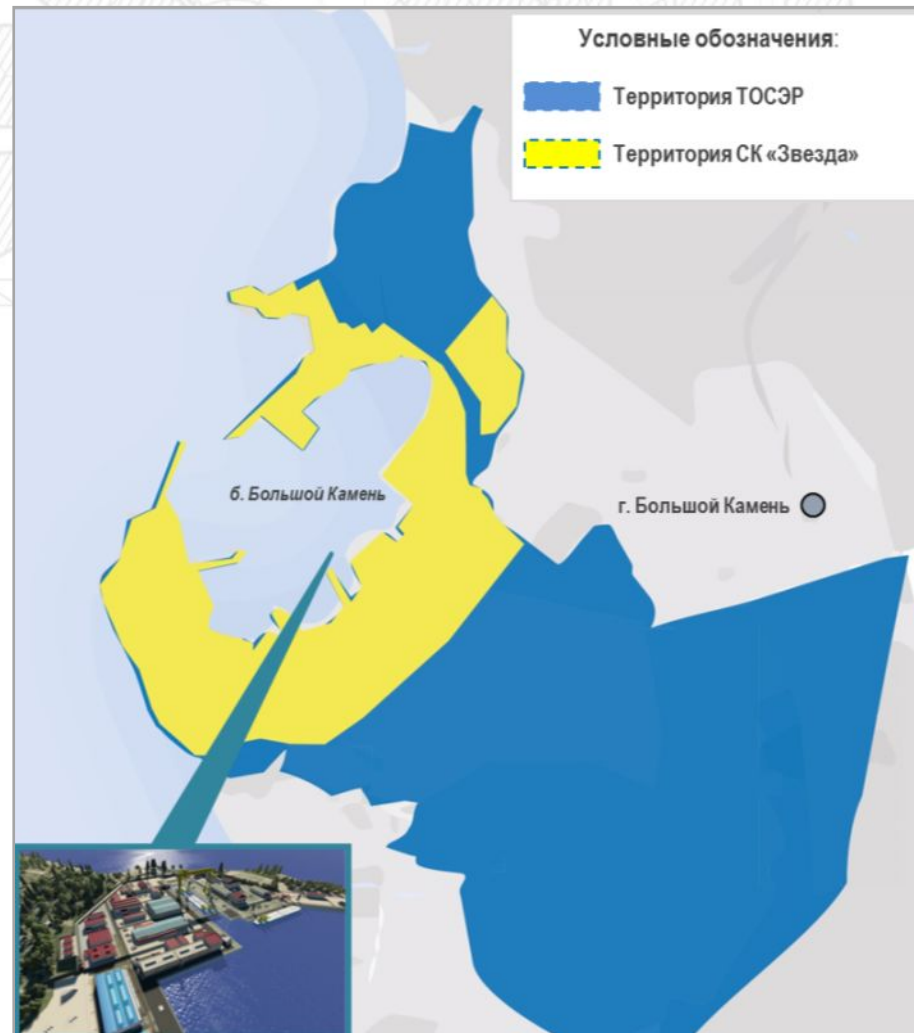 Условные обозначения:
Территория ТОСЭР
Территория СК «Звезда»
б. Большой Камень
г. Большой Камень